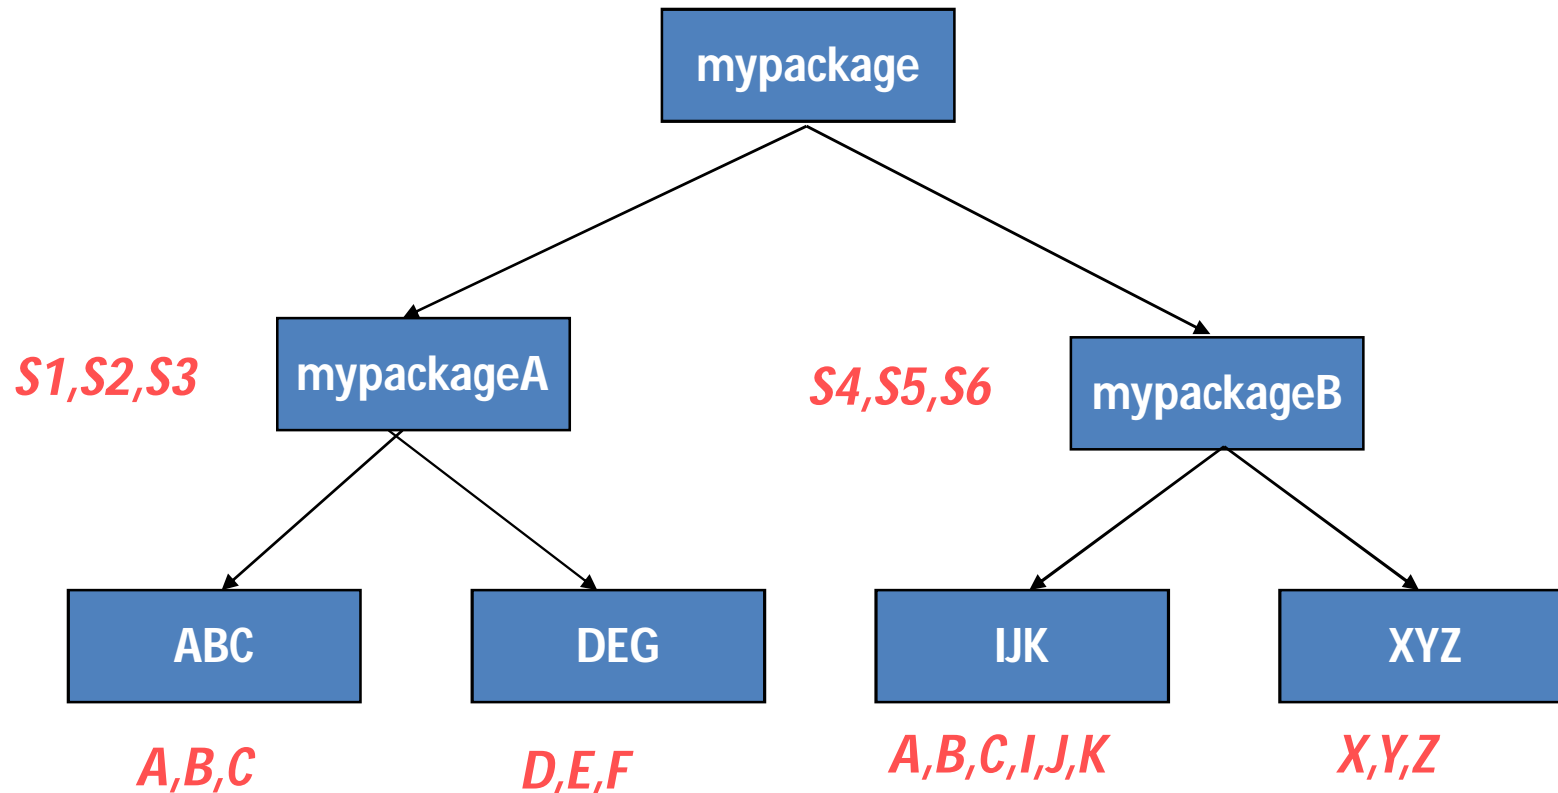 mypackage
S1,S2,S3
mypackageA
S4,S5,S6
mypackageB
ABC
DEG
IJK
XYZ
A,B,C
D,E,F
A,B,C,I,J,K
X,Y,Z